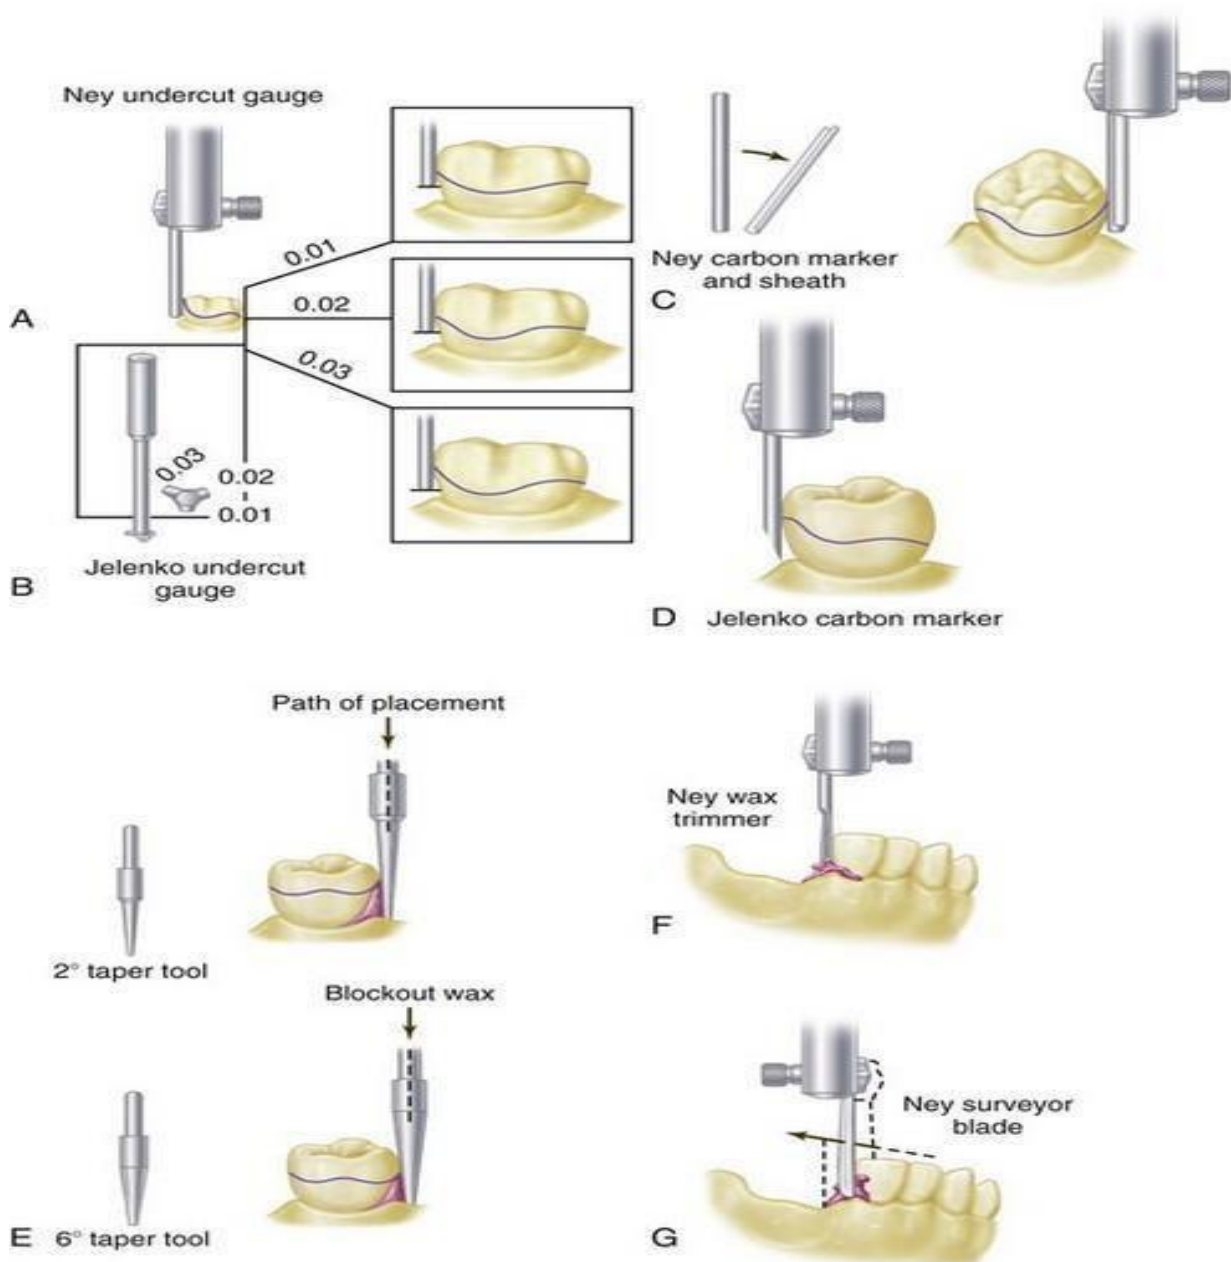 Ney undercut gauge
0.01
0.02
0.03
A
0.03
0.02
0.01
Jelenko undercut
gauge
B
Ney carbon marker
and sheath
C
D
Jelenko carbon marker
Path of placement
2° taper tool
Blockout wax
E
6° taper tool
Ney wax
trimmer
F
Ney surveyor
blade
G